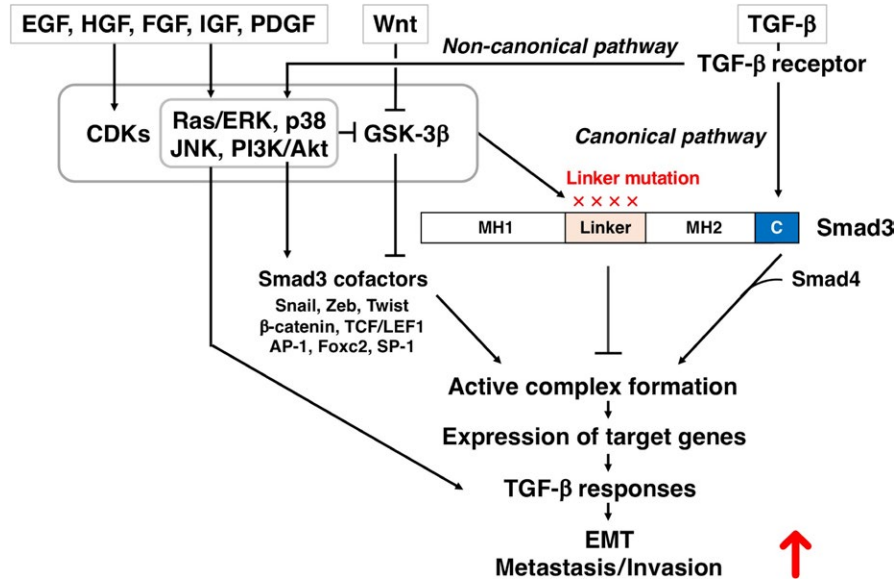 EGF, HGF, FGF, IGF, PDGF
Wnt
TGF-β
Non-canonical pathway
TGF-β receptor
CDKs
Ras/ERK, p38
JNK, PI3K/Akt
GSK-3β
Canonical pathway
Linker mutation
× × × ×
MH1
Linker
MH2
C
Smad3
Smad3 cofactors
Snail, Zeb, Twist
β-catenin, TCF/LEF1
AP-1, Foxc2, SP-1
Smad4
Active complex formation
Expression of target genes
TGF-β responses
EMT
Metastasis/Invasion